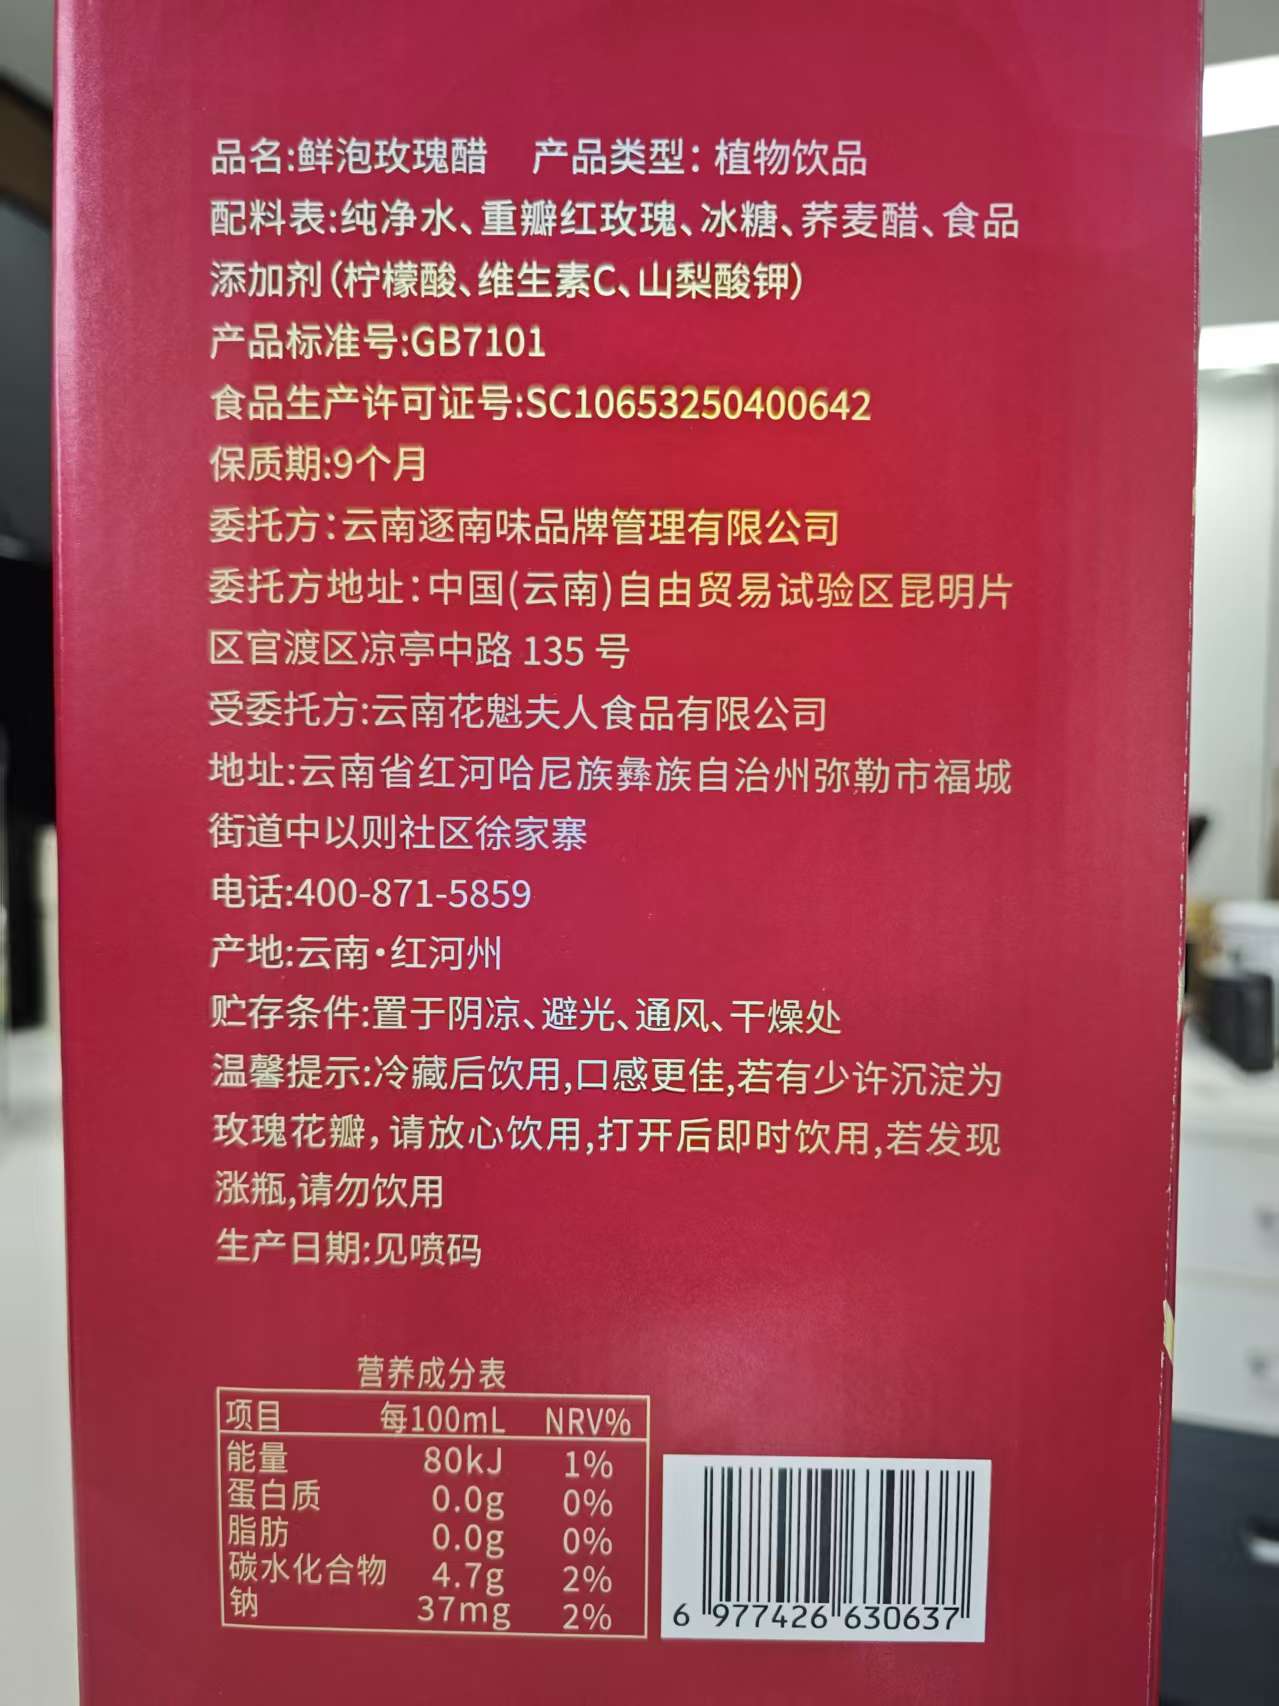 品名:鲜泡玫瑰醋 产品类型：植物饮品
配料表:纯净水、重瓣红玫瑰、冰糖、荞麦醋、食品
添加剂(柠檬酸、维生素C、山梨酸钾)
产品标准号:GB7101
食品生产许可证号:SC10653250400642
保质期:9个月
委托方：云南逐南味品牌管理有限公司
委托方地址：中国(云南)自由贸易试验区昆明片
区官渡区凉亭中路 135 号
受委托方:云南花魁夫人食品有限公司
地址:云南省红河哈尼族彝族自治州弥勒市福城
街道中以则社区徐家寨
电话:400-871-5859
产地:云南·红河州
贮存条件:置于阴凉、避光、通风、干燥处
温馨提示:冷藏后饮用,口感更佳,若有少许沉淀为
玫瑰花瓣，请放心饮用,打开后即时饮用,若发现
涨瓶,请勿饮用
生产日期:见喷码
营养成分表
项目 每100mL NRV%
能量 80kJ 1%
蛋白质 0.0g 0%
脂肪 0.0g 0%
碳水化合物 4.7g 2%
钠 37mg 2%
6 977426 630637